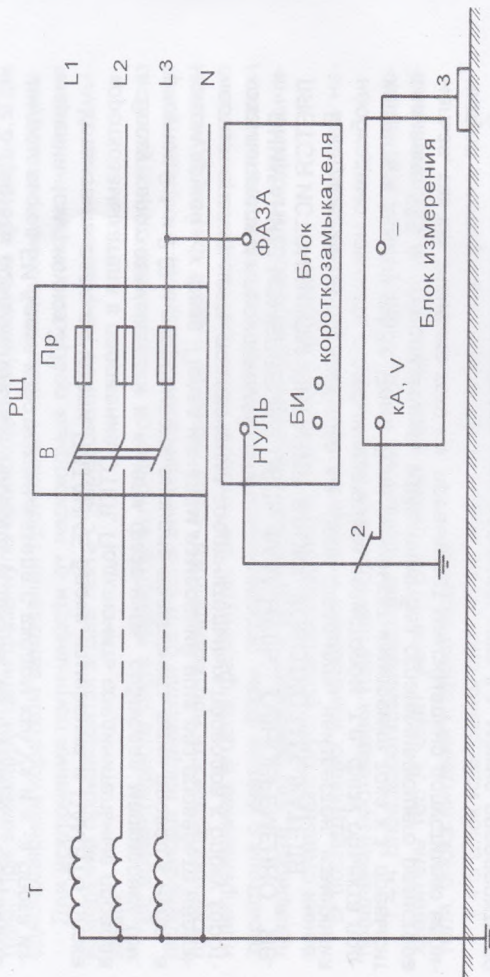 Т
РЩ
В
Пр
L1
L2
L3
N
НУЛЬ
ФАЗА
БИ
Блок
короткозамыкателя
2
кА, V
–
Блок измерения
3